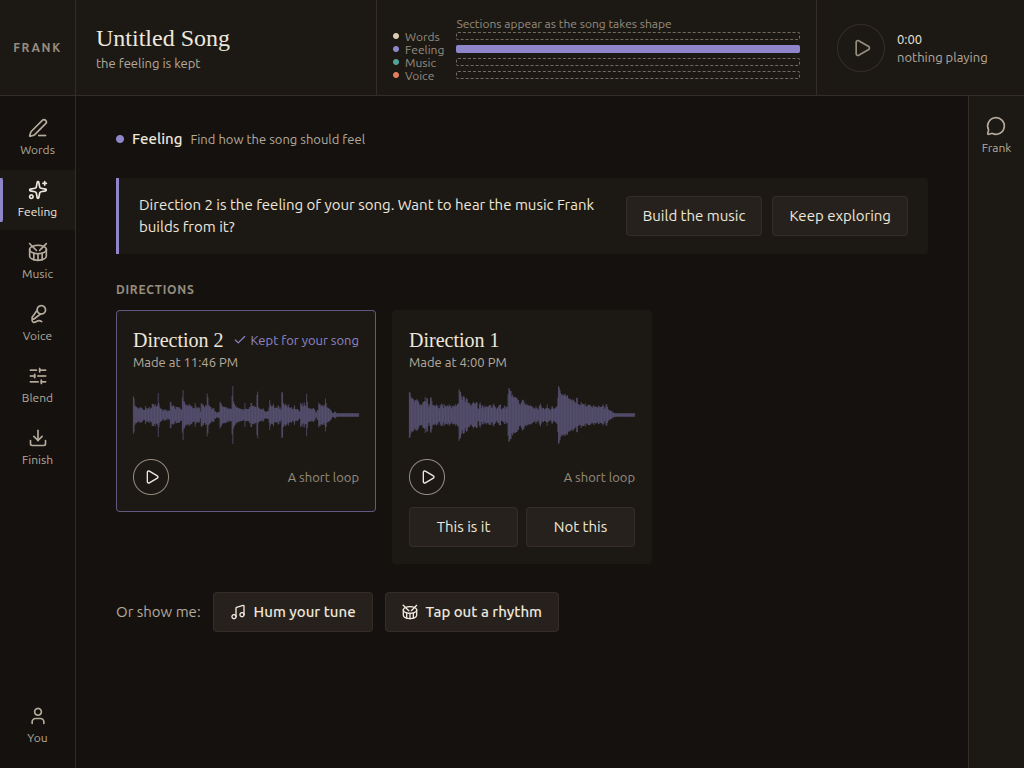 FRANK
Untitled Song
the feeling is kept
Sections appear as the song takes shape
Words
Feeling
Music
Voice
0:00
nothing playing
Words
Feeling
Music
Voice
Blend
Finish
You
Frank
Feeling Find how the song should feel
Direction 2 is the feeling of your song. Want to hear the music Frank
builds from it?
Build the music
Keep exploring
DIRECTIONS
Direction 2 Kept for your song
Made at 11:46 PM
A short loop
Direction 1
Made at 4:00 PM
A short loop
This is it
Not this
Or show me:
Hum your tune
Tap out a rhythm